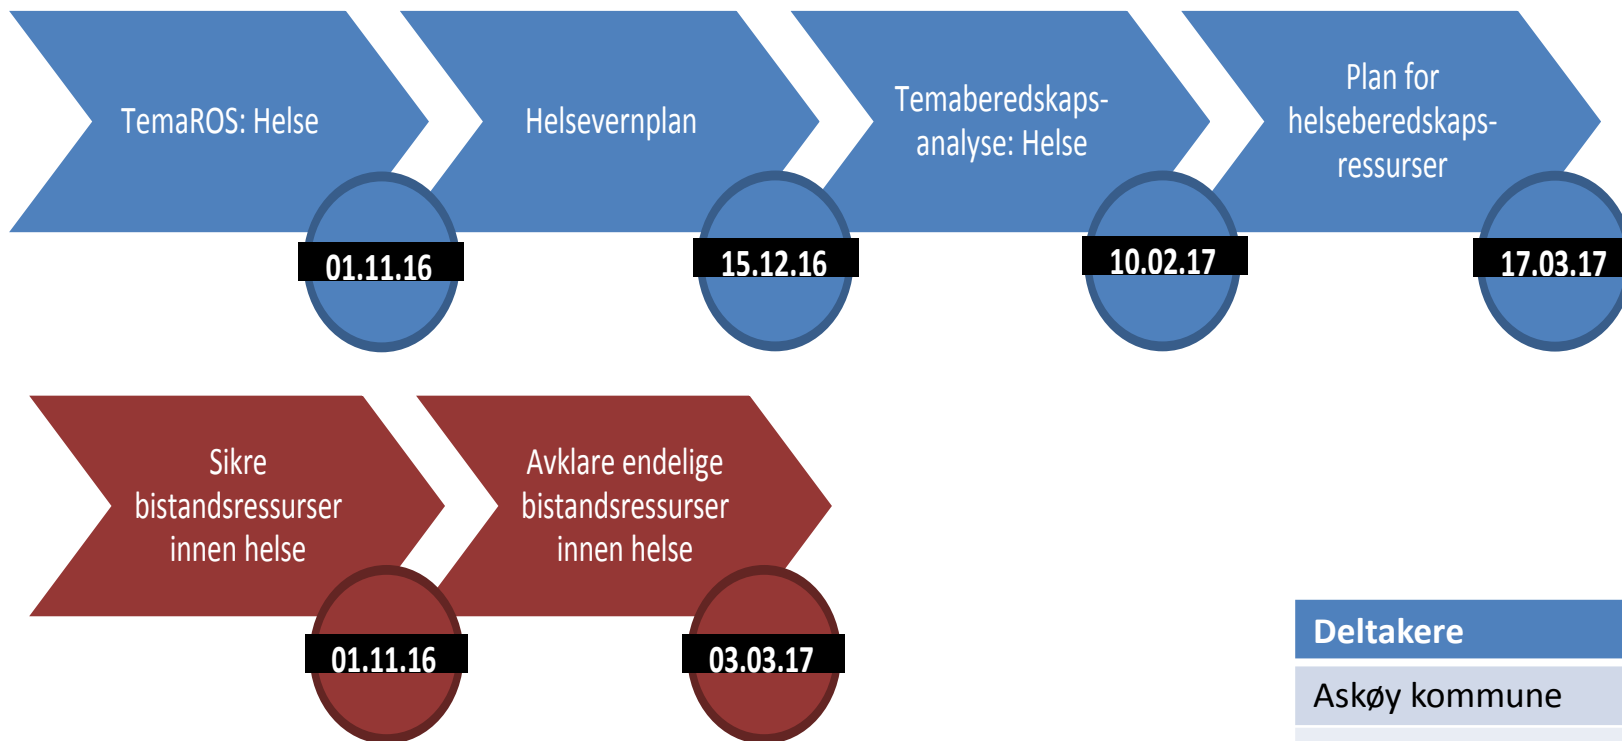 TemaROS: Helse
Helsevernplan
Temaberedskaps-
analyse: Helse
Plan for
helseberedskaps-
ressurser
01.11.16
15.12.16
10.02.17
17.03.17
Sikre
bistandsressurser
innen helse
Avklare endelige
bistandsressurser
innen helse
01.11.16
03.03.17
Deltakere
Askøy kommune